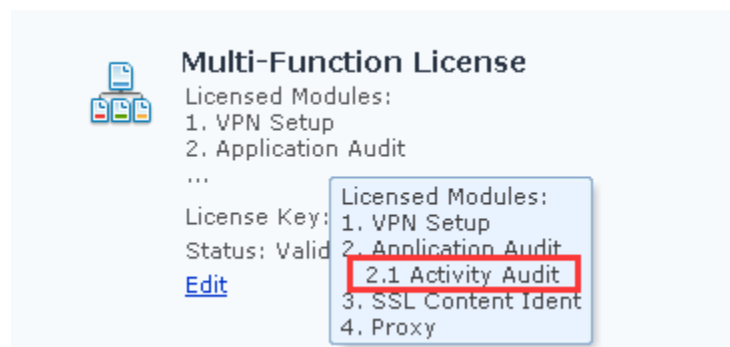 Multi-Function License
Licensed Modules:
1. VPN Setup
2. Application Audit
...
License Key:
Status: Valid
Edit
Licensed Modules:
1. VPN Setup
2. Application Audit
2.1 Activity Audit
3. SSL Content Ident
4. Proxy